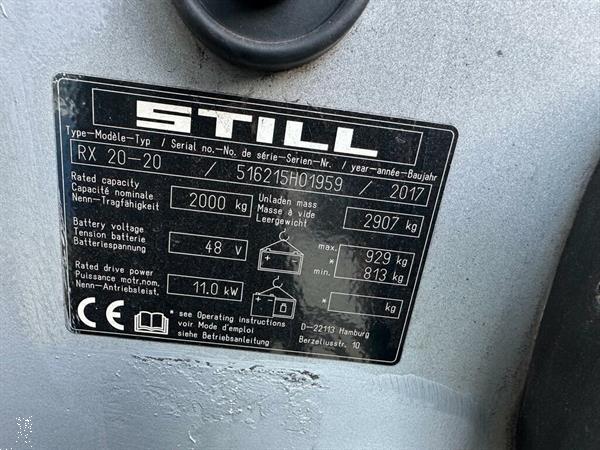 STILL
Type-Modèle-Typ / Serial no.-No. de série-Serien-Nr. / year-année-Baujahr
RX 20-20 / 516215H01959 / 2017
Rated capacity
Capacité nominale
Nenn-Tragfähigkeit
2000 kg
Unladen mass
Masse à vide
Leergewicht
2907 kg
Battery voltage
Tension batterie
Batteriespannung
48 V
max. 929 kg
*
min. 813 kg
Rated drive power
Puissance motr.nom.
Nenn-Antriebsleist.
11.0 kW
* kg
CE
* see Operating instructions
voir Mode d'emploi
siehe Betriebsanleitung
D-22113 Hamburg
Berzeliusstr. 10